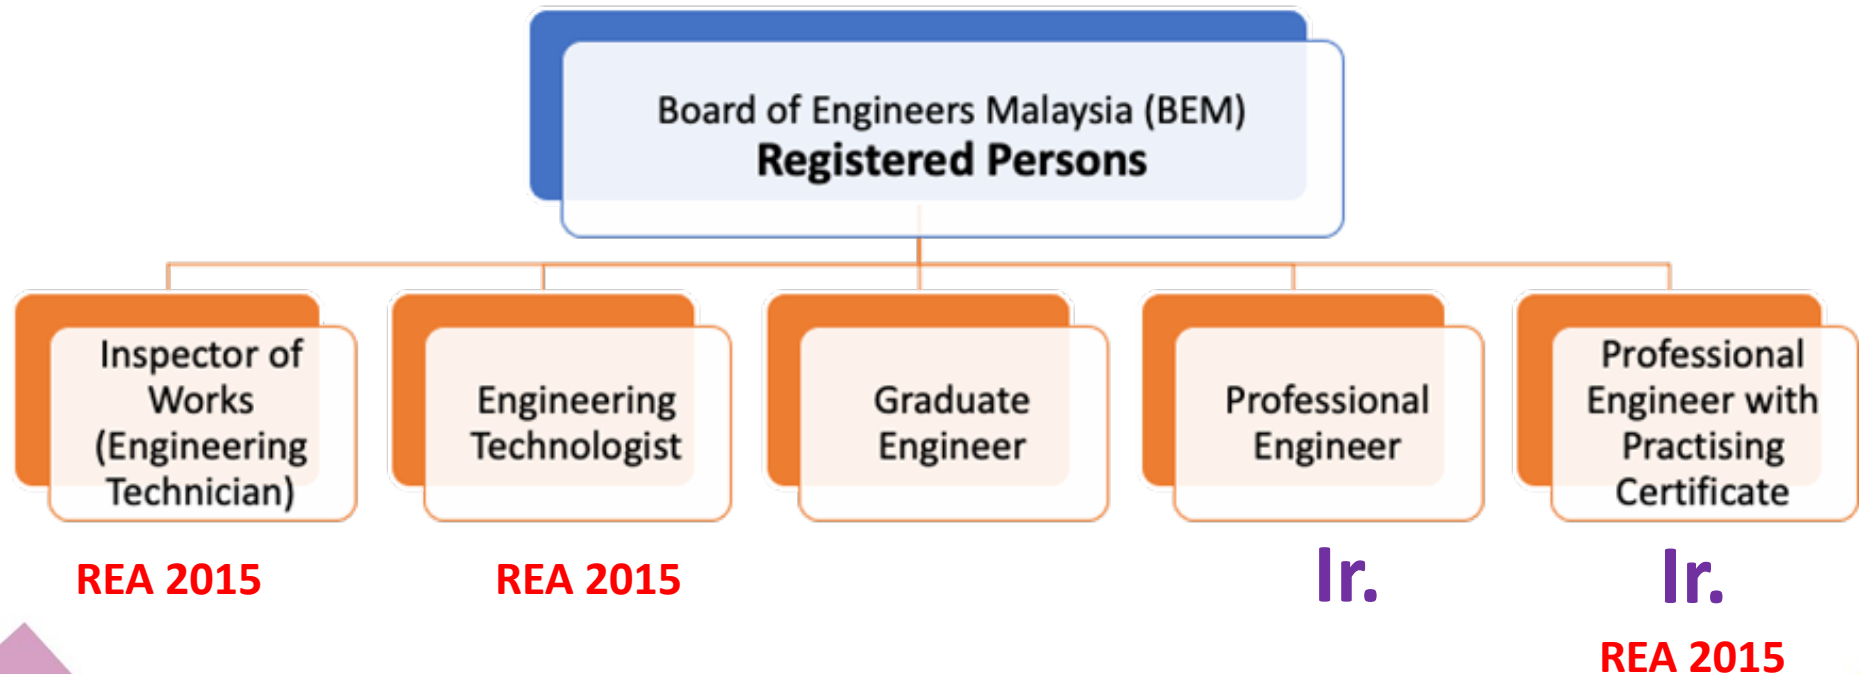 Board of Engineers Malaysia (BEM)
Registered Persons
Inspector of
Works
(Engineering
Technician)
Engineering
Technologist
Graduate
Engineer
Professional
Engineer
Professional
Engineer with
Practising
Certificate
REA 2015
REA 2015
Ir.
Ir.
REA 2015